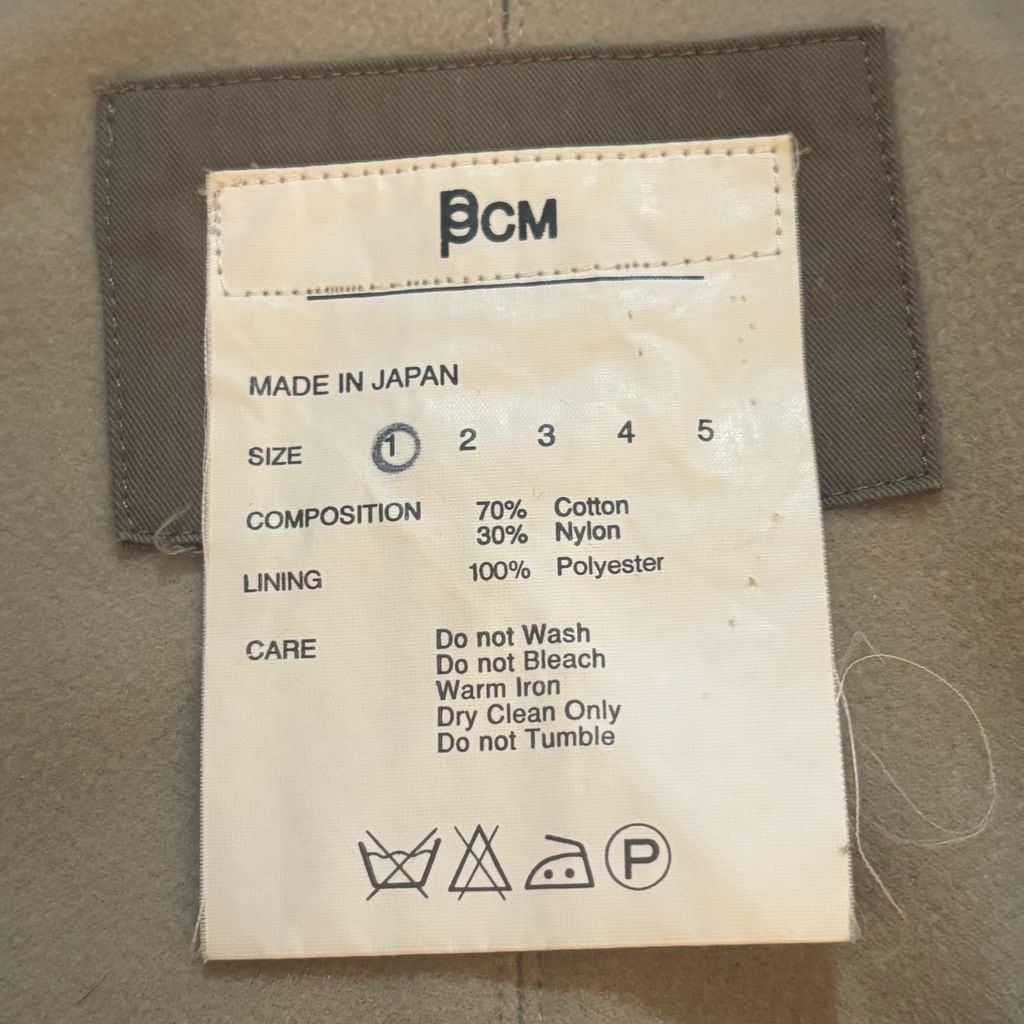 BCM
MADE IN JAPAN
SIZE 1 2 3 4 5
COMPOSITION 70% Cotton
30% Nylon
LINING 100% Polyester
CARE Do not Wash
Do not Bleach
Warm Iron
Dry Clean Only
Do not Tumble
P